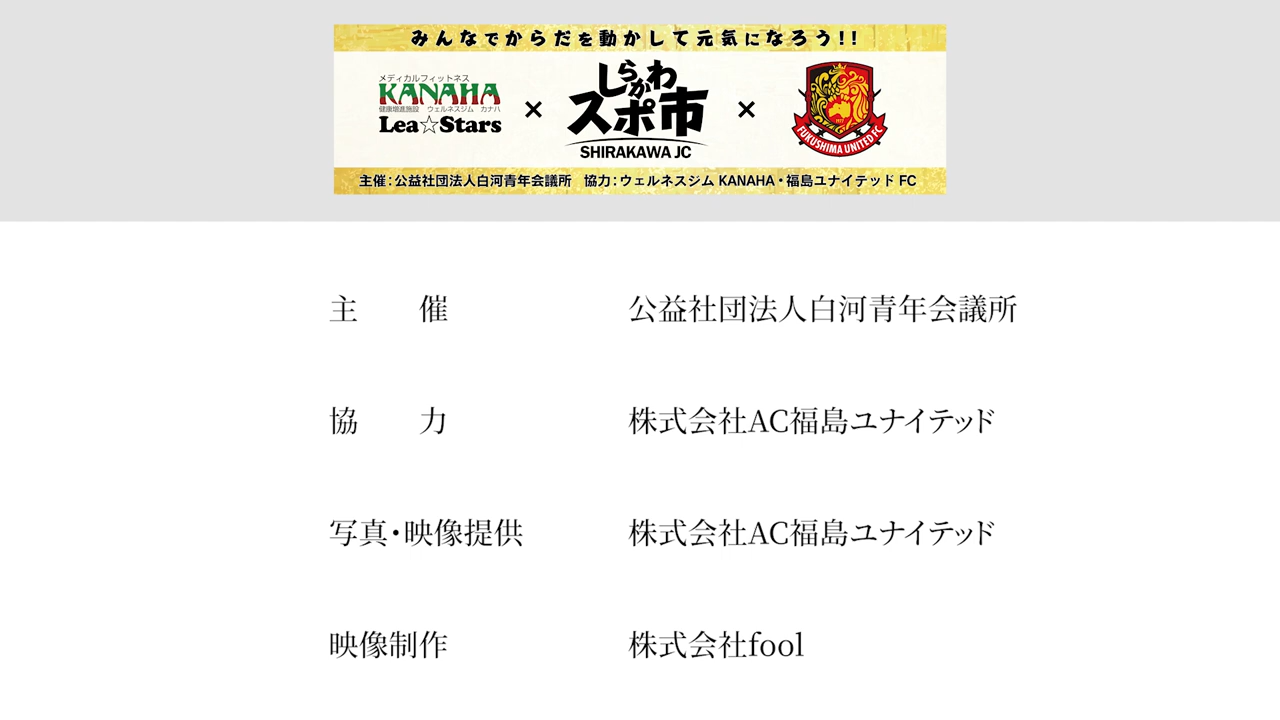 みんなでからだを動かして元気になろう!!
メディカルフィットネス
KANAHA
健康増進施設 ウェルネスジム カナハ
Lea☆Stars
×
しらかわ
スポ市
SHIRAKAWA JC
×
FUKUSHIMA UNITED FC
主催:公益社団法人白河青年会議所 協力:ウェルネスジム KANAHA・福島ユナイテッド FC
主 催 公益社団法人白河青年会議所
協 力 株式会社AC福島ユナイテッド
写真・映像提供 株式会社AC福島ユナイテッド
映像制作 株式会社fool